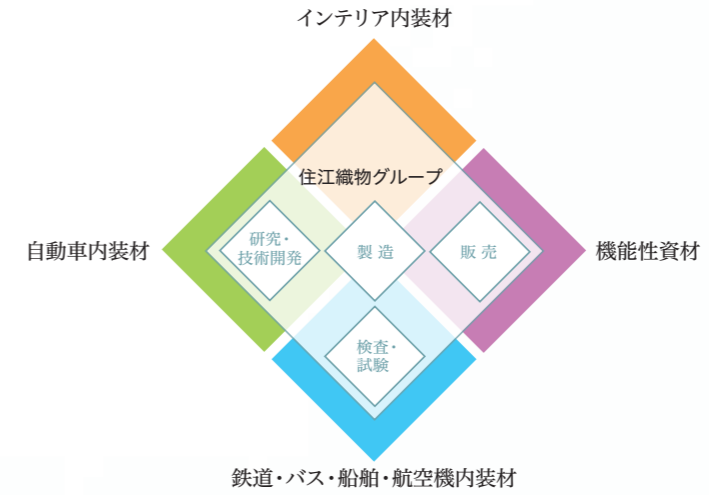 インテリア内装材
住江織物グループ
自動車内装材
研究・
技術開発
製造
販売
機能性資材
検査・
試験
鉄道・バス・船舶・航空機内装材